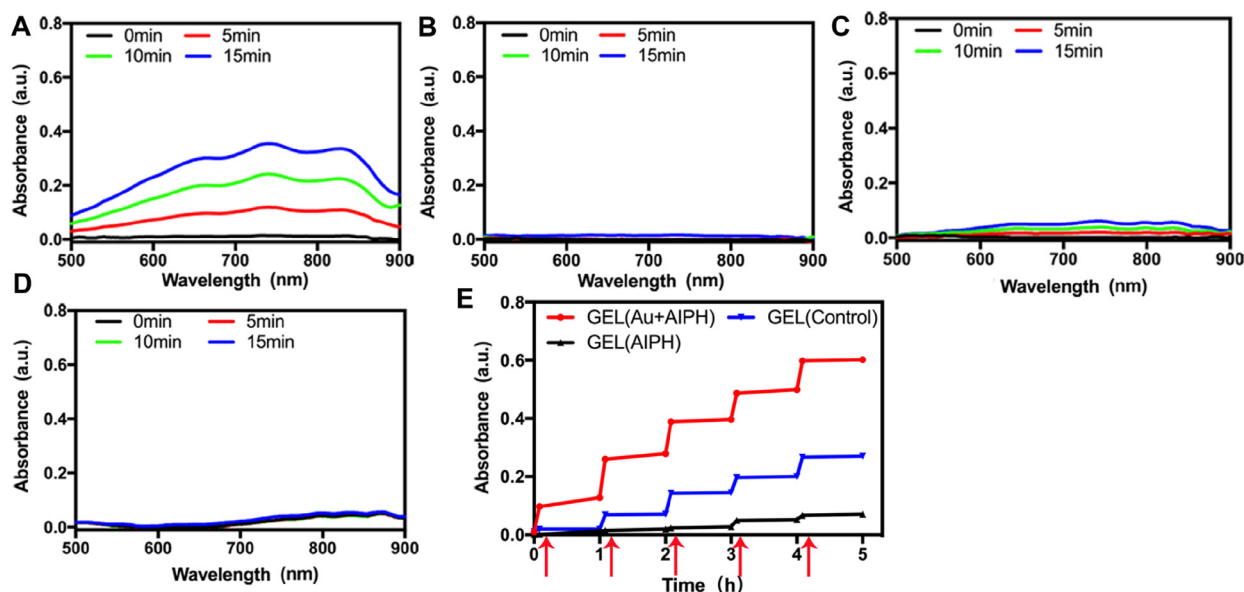 A
Absorbance (a.u.)
0.8
0.6
0.4
0.2
0.0
0min 5min
10min 15min
500 600 700 800 900
Wavelength (nm)
B
Absorbance (a.u.)
0.8
0.6
0.4
0.2
0.0
0min 5min
10min 15min
500 600 700 800 900
Wavelength (nm)
C
Absorbance (a.u.)
0.8
0.6
0.4
0.2
0.0
0min 5min
10min 15min
500 600 700 800 900
Wavelength (nm)
D
Absorbance (a.u.)
0.8
0.6
0.4
0.2
0.0
0min 5min
10min 15min
500 600 700 800 900
Wavelength (nm)
E
Absorbance (a.u.)
0.8
0.6
0.4
0.2
0.0
GEL(Au+AIPH) GEL(Control)
GEL(AIPH)
0 1 2 3 4 5
Time (h)